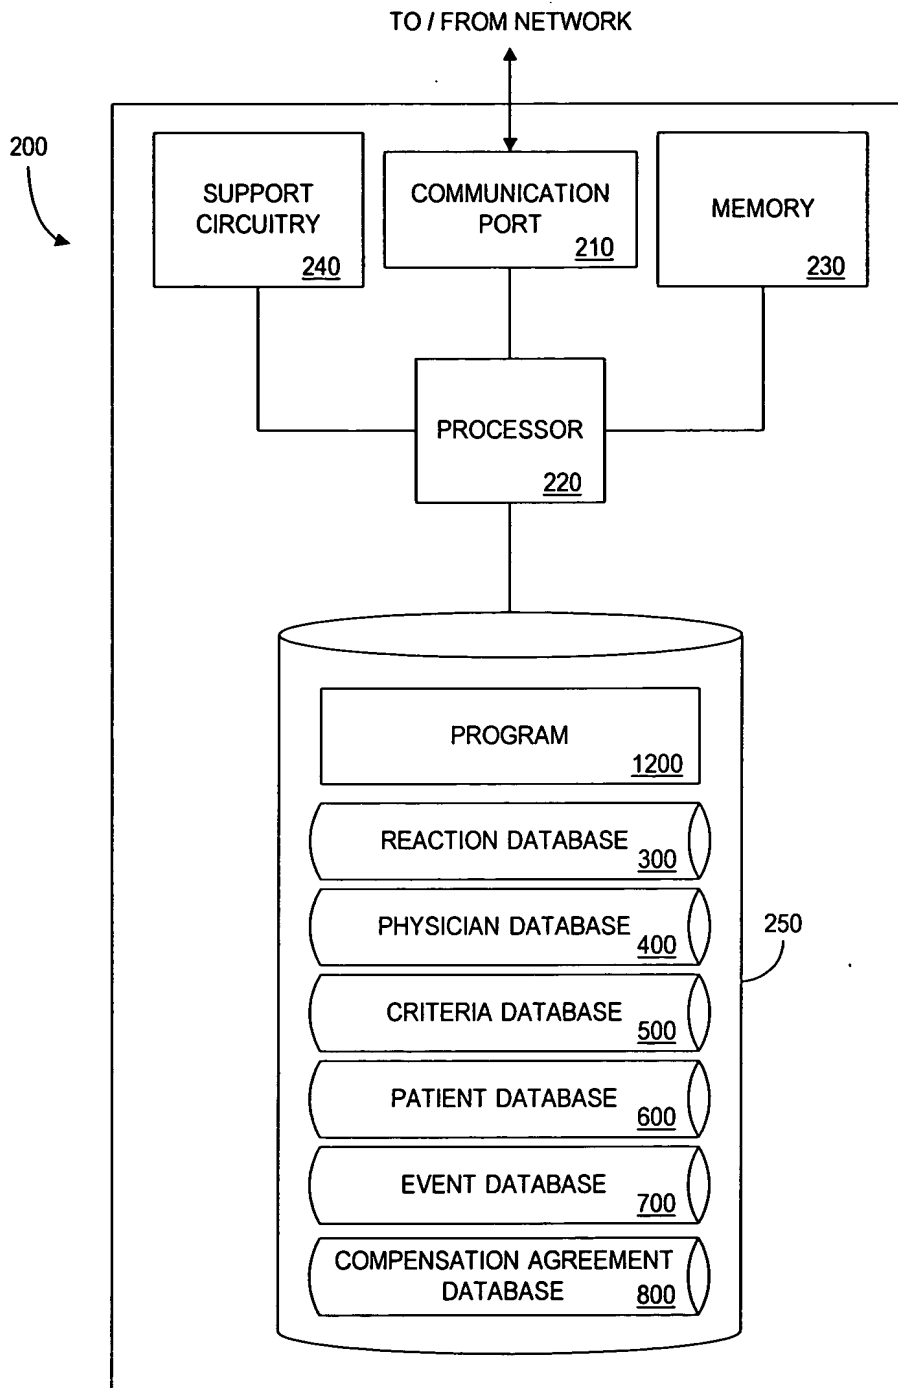 TO / FROM NETWORK
200
SUPPORT
CIRCUITRY
240
COMMUNICATION
PORT
210
MEMORY
230
PROCESSOR
220
PROGRAM
1200
REACTION DATABASE
300
PHYSICIAN DATABASE
400
250
CRITERIA DATABASE
500
PATIENT DATABASE
600
EVENT DATABASE
700
COMPENSATION AGREEMENT
DATABASE
800